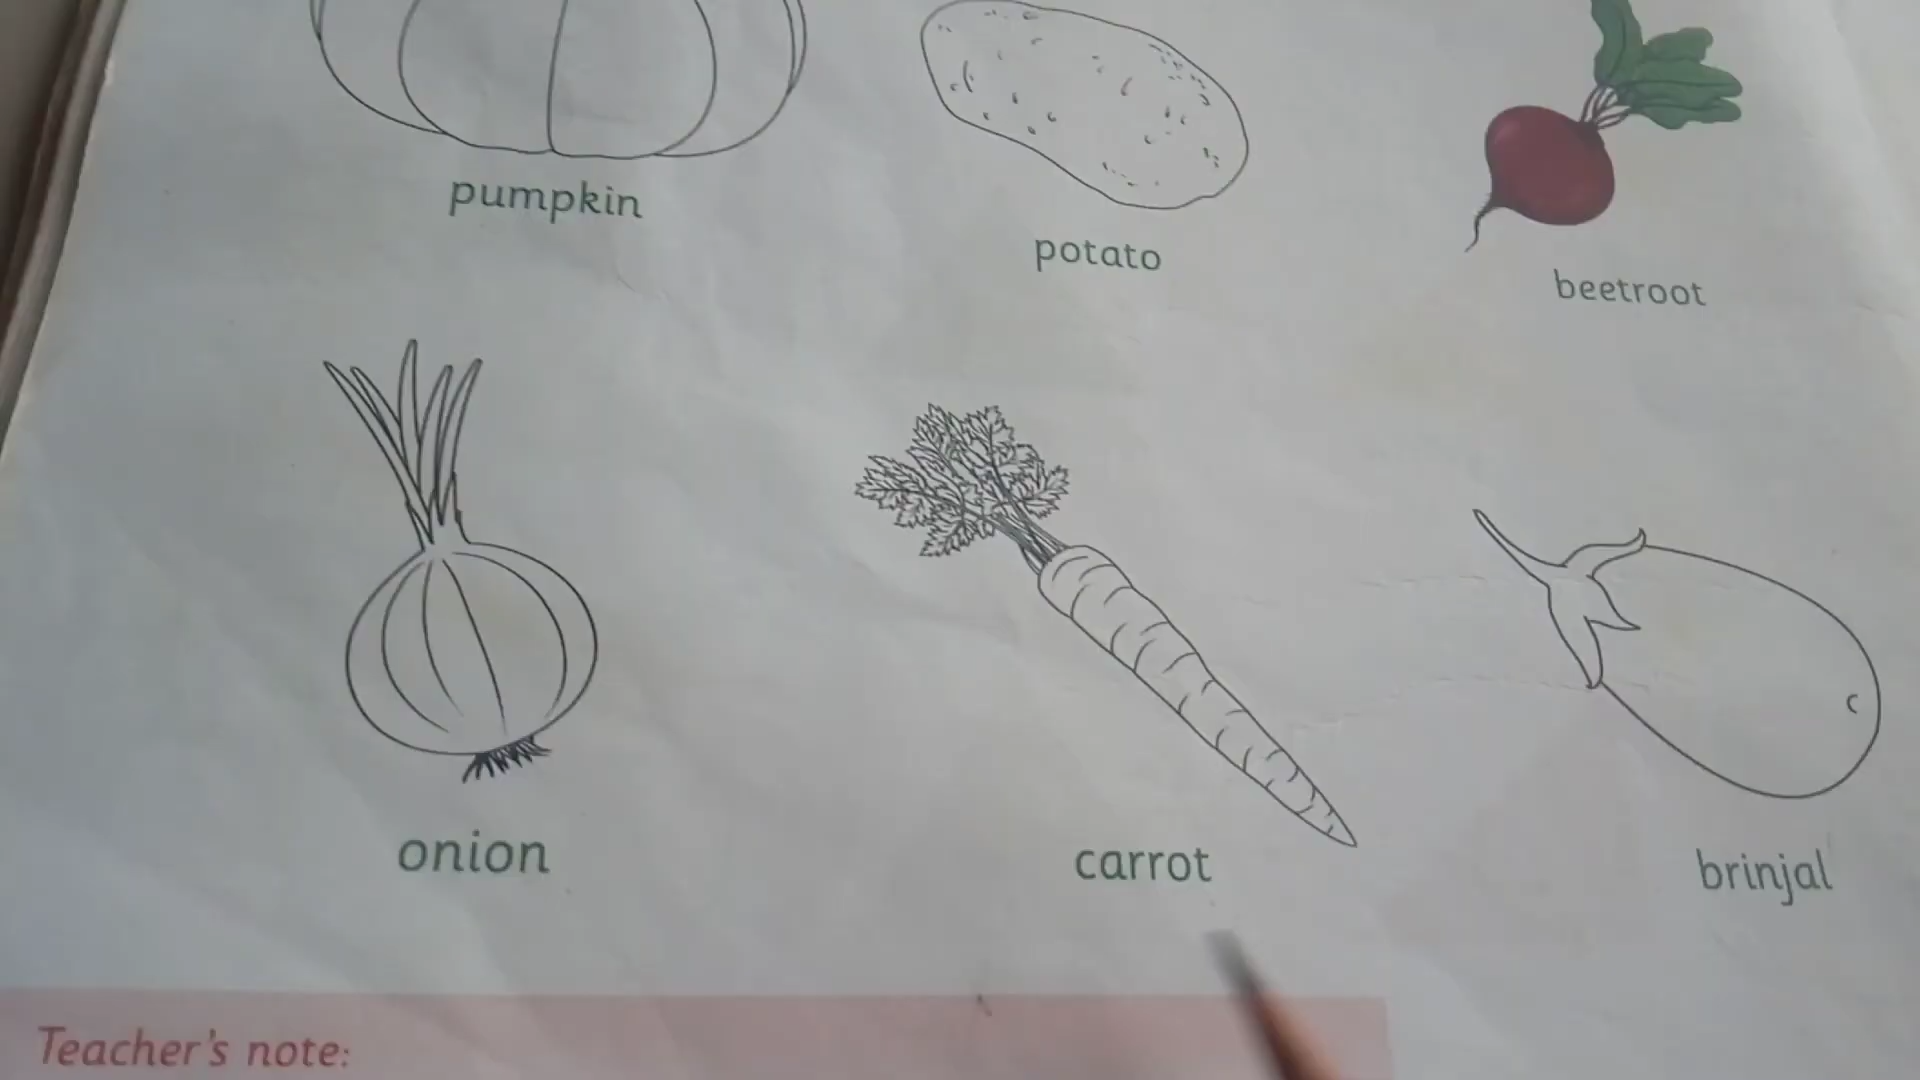 pumpkin
potato
beetroot
onion
carrot
brinjal
Teacher's note: